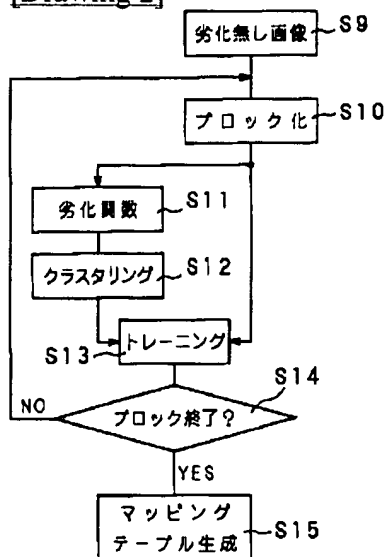 [Drawing 2]
劣化無し画像
S9
ブロック化
S10
劣化関数
S11
クラスタリング
S12
トレーニング
S13
ブロック終了?
S14
NO
YES
マッピング
テーブル生成
S15